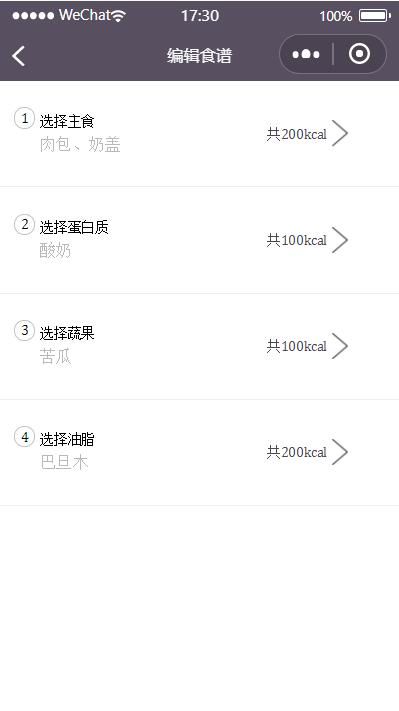 WeChat 17:30 100%
编辑食谱
1 选择主食
肉包、奶盖
共200kcal
2 选择蛋白质
酸奶
共100kcal
3 选择蔬果
苦瓜
共100kcal
4 选择油脂
巴旦木
共200kcal